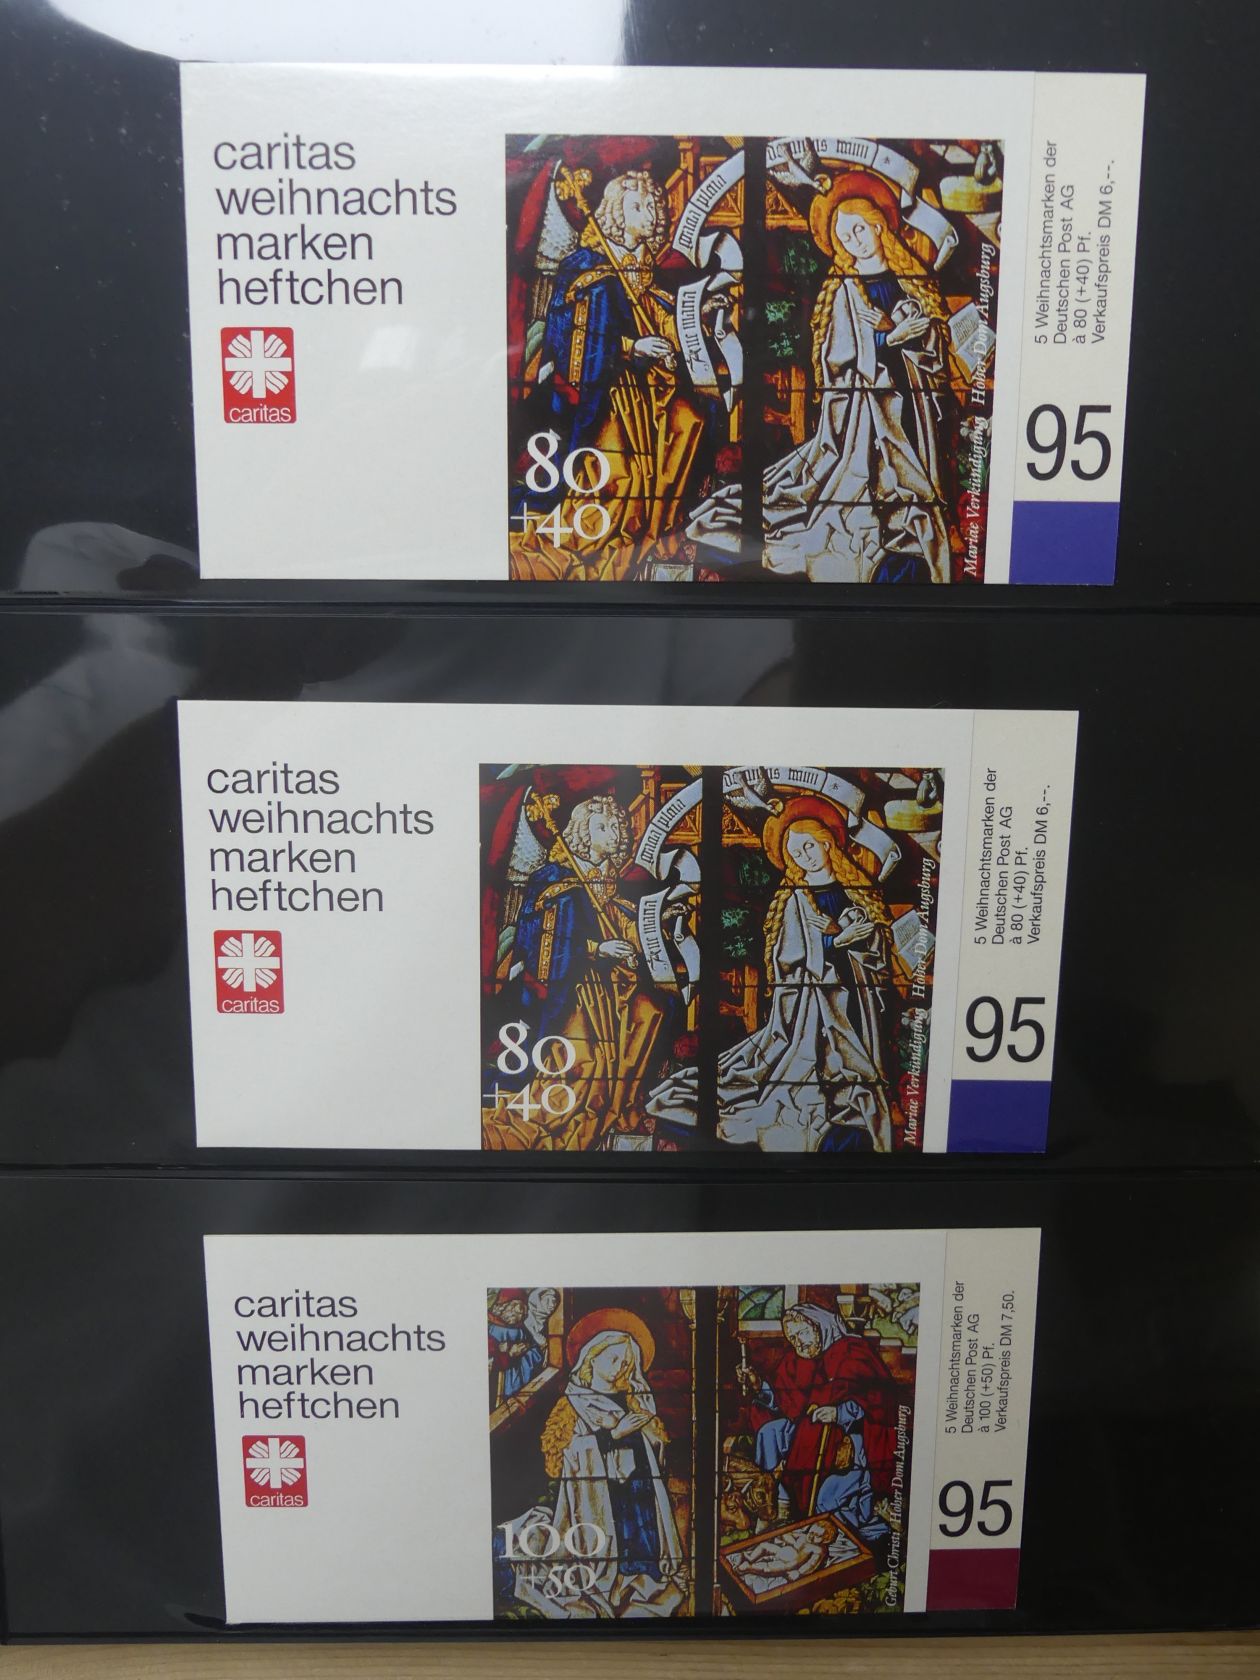 caritas
weihnachts
marken
heftchen
caritas
80
+40
Ave maria
Mariae Verkündigung Hoher Dom Augsburg
5 Weihnachtsmarken der
Deutschen Post AG
à 80 (+40) Pf.
Verkaufspreis DM 6,--.
95
caritas
weihnachts
marken
heftchen
caritas
80
+40
Ave maria
Mariae Verkündigung Hoher Dom Augsburg
5 Weihnachtsmarken der
Deutschen Post AG
à 80 (+40) Pf.
Verkaufspreis DM 6,--.
95
caritas
weihnachts
marken
heftchen
caritas
100
+50
Geburt Christi Hoher Dom Augsburg
5 Weihnachtsmarken der
Deutschen Post AG
à 100 (+50) Pf.
Verkaufspreis DM 7,50.
95